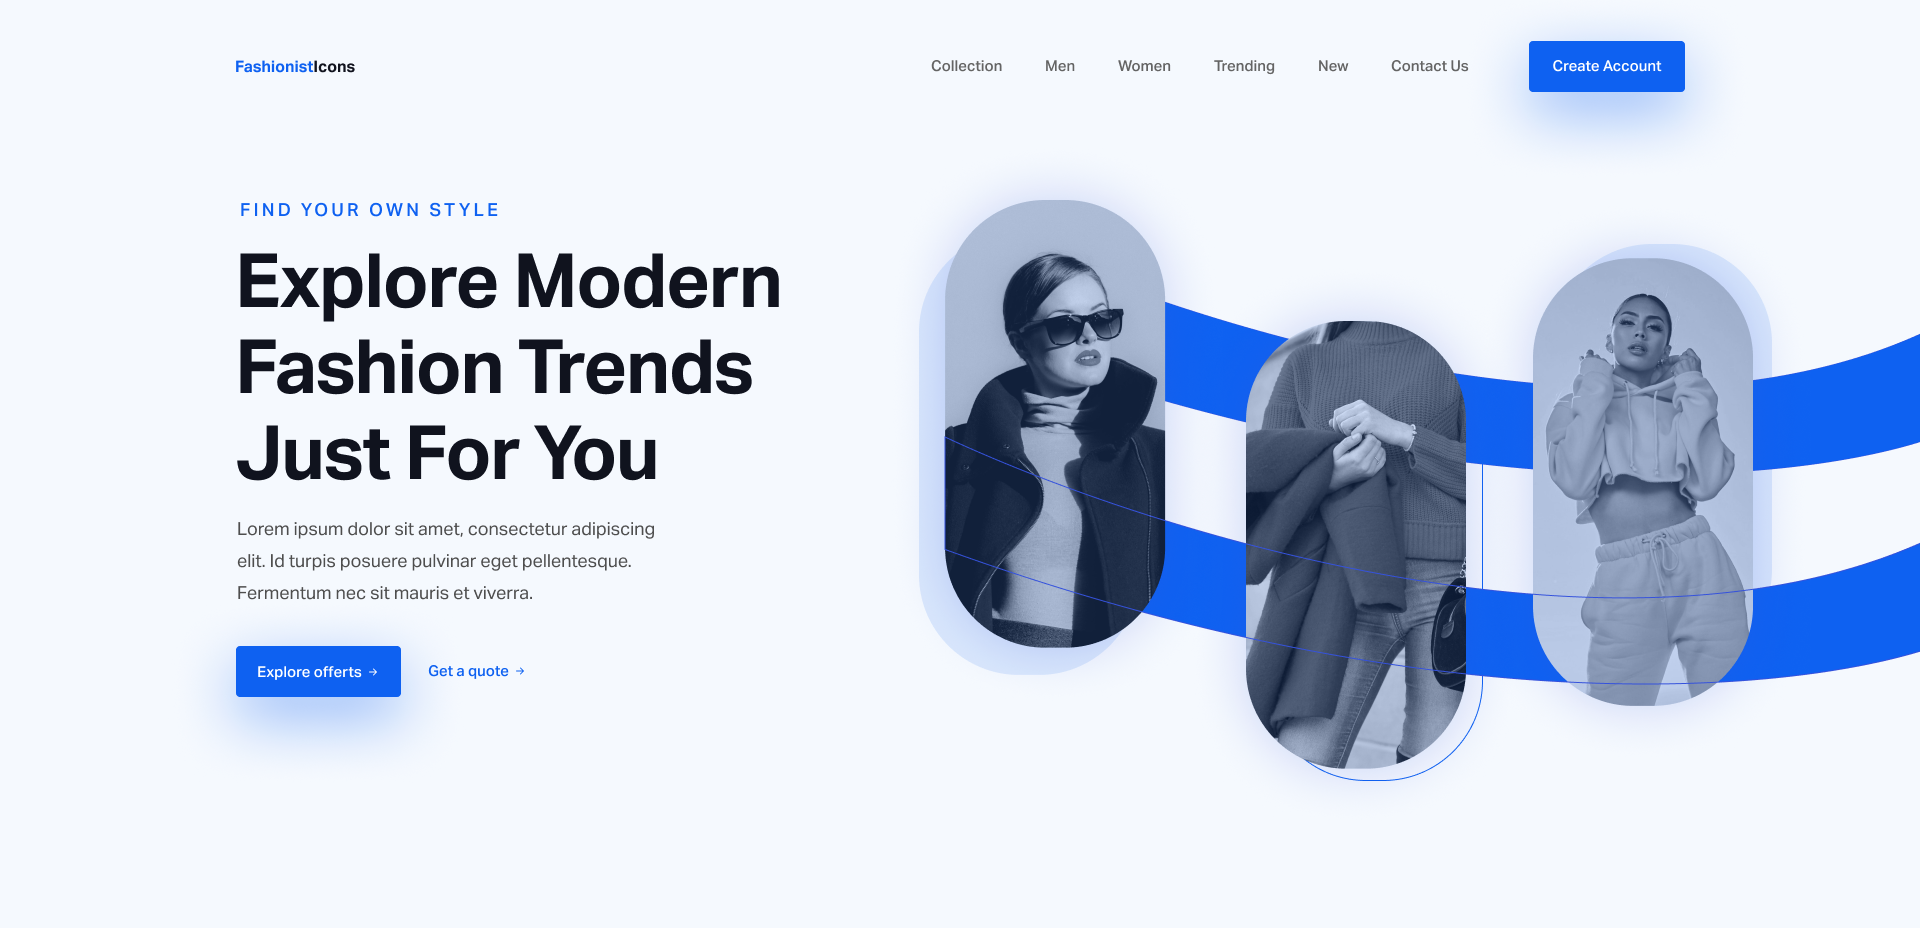 FashionistIcons
Collection Men Women Trending New Contact Us Create Account
FIND YOUR OWN STYLE
Explore Modern
Fashion Trends
Just For You
Lorem ipsum dolor sit amet, consectetur adipiscing
elit. Id turpis posuere pulvinar eget pellentesque.
Fermentum nec sit mauris et viverra.
Explore offerts → Get a quote →